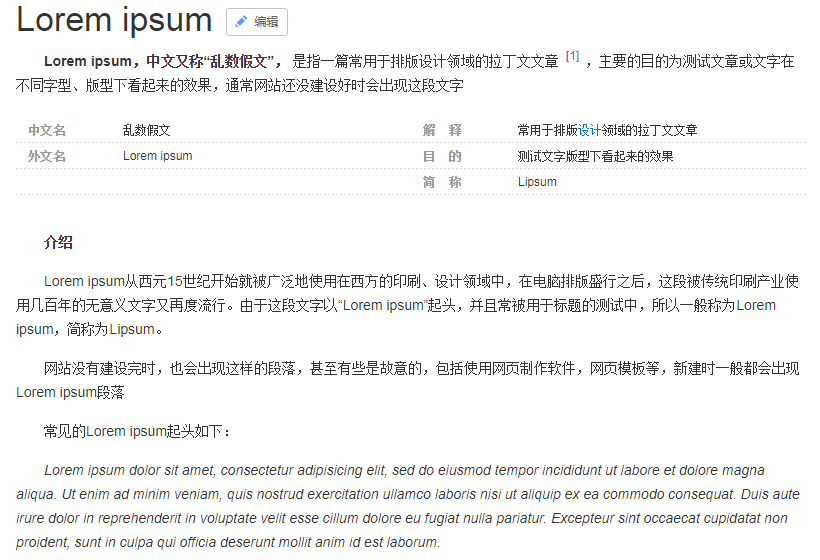 Lorem ipsum 编辑
Lorem ipsum，中文又称“乱数假文”， 是指一篇常用于排版设计领域的拉丁文文章 [1] ，主要的目的为测试文章或文字在
不同字型、版型下看起来的效果，通常网站还没建设好时会出现这段文字
中文名 乱数假文 解 释 常用于排版设计领域的拉丁文文章
外文名 Lorem ipsum 目 的 测试文字版型下看起来的效果
简 称 Lipsum
介绍
Lorem ipsum从西元15世纪开始就被广泛地使用在西方的印刷、设计领域中，在电脑排版盛行之后，这段被传统印刷产业使
用几百年的无意义文字又再度流行。由于这段文字以“Lorem ipsum”起头，并且常被用于标题的测试中，所以一般称为Lorem
ipsum，简称为Lipsum。
网站没有建设完时，也会出现这样的段落，甚至有些是故意的，包括使用网页制作软件，网页模板等，新建时一般都会出现
Lorem ipsum段落
常见的Lorem ipsum起头如下：
Lorem ipsum dolor sit amet, consectetur adipisicing elit, sed do eiusmod tempor incididunt ut labore et dolore magna
aliqua. Ut enim ad minim veniam, quis nostrud exercitation ullamco laboris nisi ut aliquip ex ea commodo consequat. Duis aute
irure dolor in reprehenderit in voluptate velit esse cillum dolore eu fugiat nulla pariatur. Excepteur sint occaecat cupidatat non
proident, sunt in culpa qui officia deserunt mollit anim id est laborum.